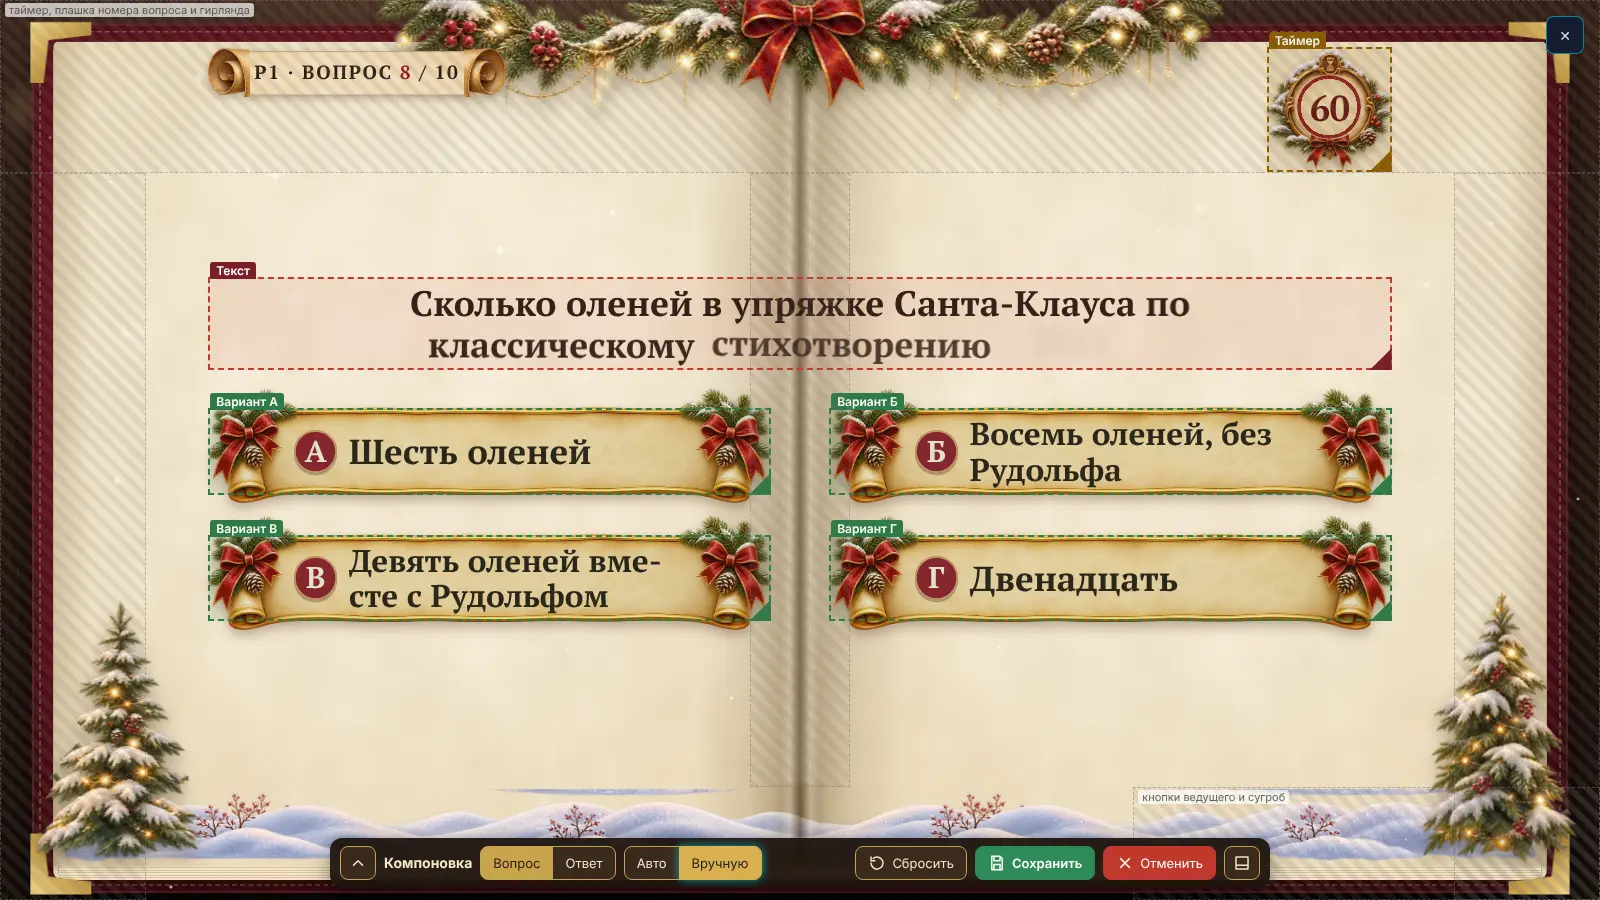 таймер, плашка номера вопроса и гирлянда
Р1 · ВОПРОС 8 / 10
Таймер
60
Текст
Сколько оленей в упряжке Санта-Клауса по
классическому стихотворению
Вариант А
А Шесть оленей
Вариант Б
Б Восемь оленей, без
Рудольфа
Вариант В
В Девять оленей вме-
сте с Рудольфом
Вариант Г
Г Двенадцать
кнопки ведущего и сугроб
Компоновка Вопрос Ответ Авто Вручную Сбросить Сохранить Отменить